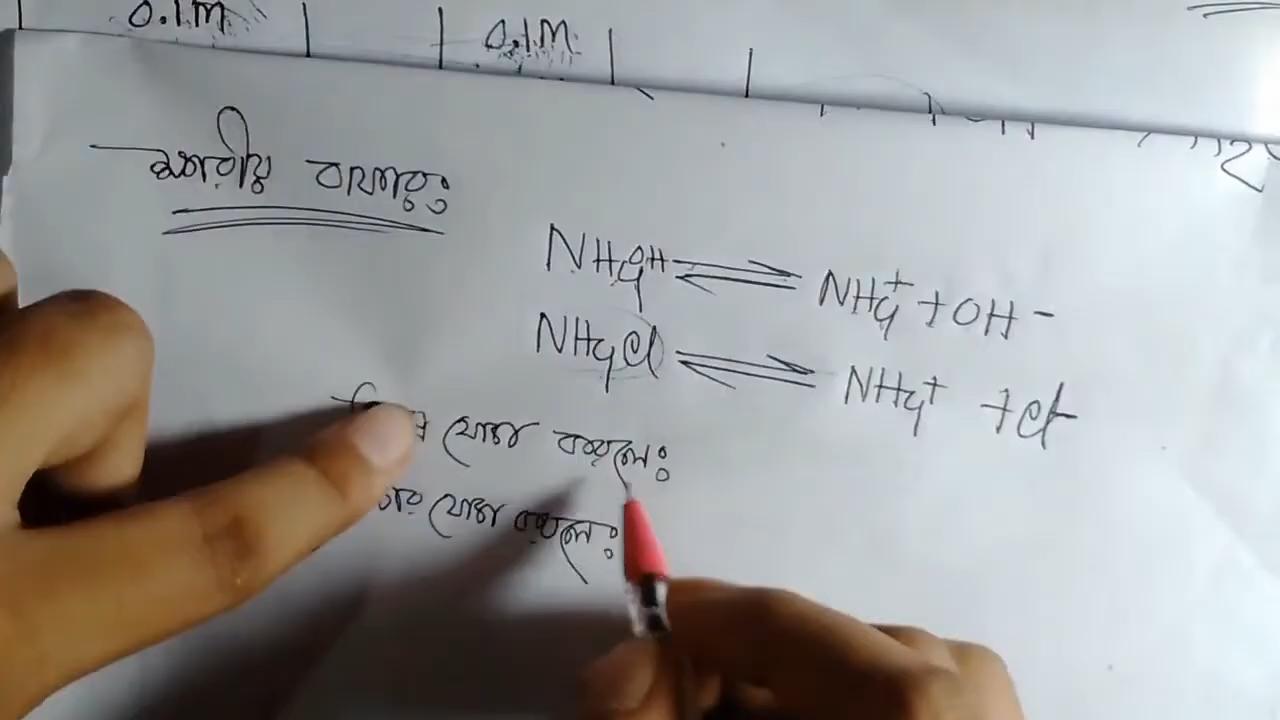 0.1M 0.1M
ক্ষারীয় বাফারঃ
NH4OH ⇌ NH4+ + OH-
NH4Cl ⇌ NH4+ + Cl-
যোগ করলেঃ
যোগ করলেঃ